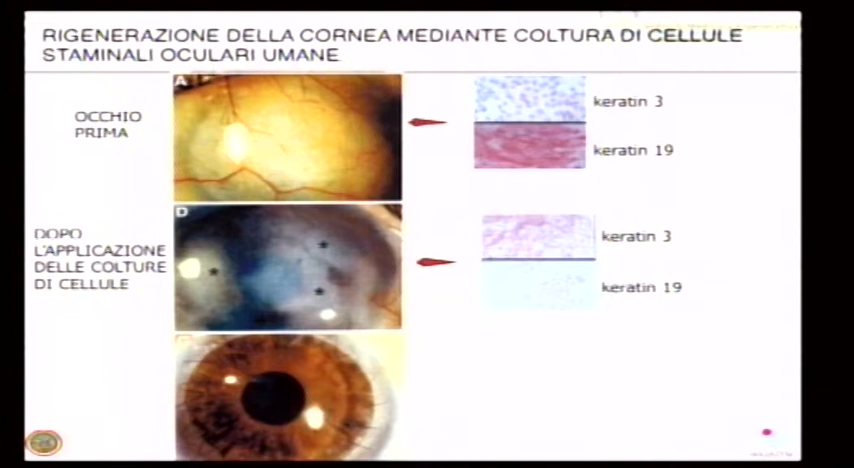 RIGENERAZIONE DELLA CORNEA MEDIANTE COLTURA DI CELLULE
STAMINALI OCULARI UMANE
A
OCCHIO
PRIMA
keratin 3
keratin 19
D
DOPO
L'APPLICAZIONE
DELLE COLTURE
DI CELLULE
keratin 3
keratin 19